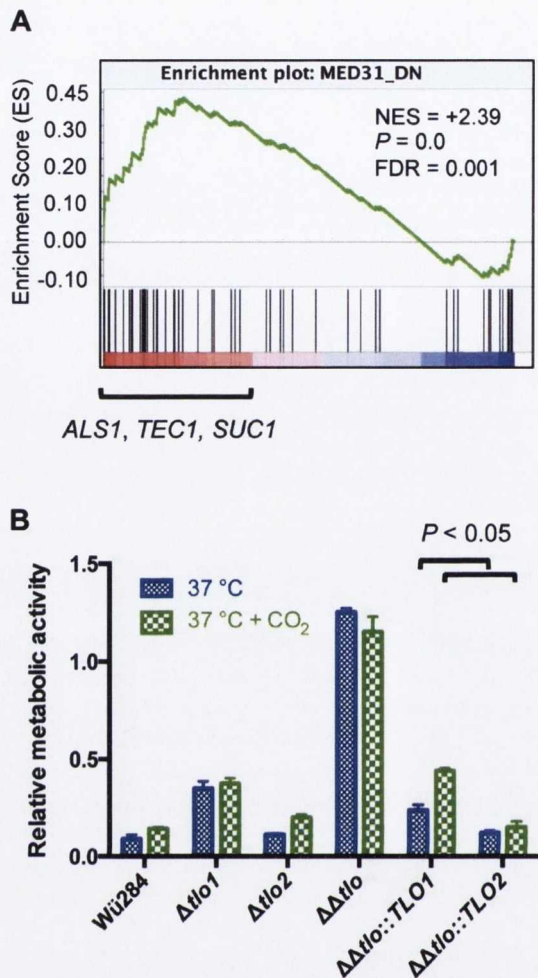 A
Enrichment plot: MED31_DN
Enrichment Score (ES)
0.45
0.30
0.20
0.10
0.00
-0.10
NES = +2.39
P = 0.0
FDR = 0.001
ALS1, TEC1, SUC1
B
P < 0.05
Relative metabolic activity
1.5
1.0
0.5
0.0
37 °C
37 °C + CO₂
Wü284
Δtlo1
Δtlo2
ΔΔtlo
ΔΔtlo::TLO1
ΔΔtlo::TLO2